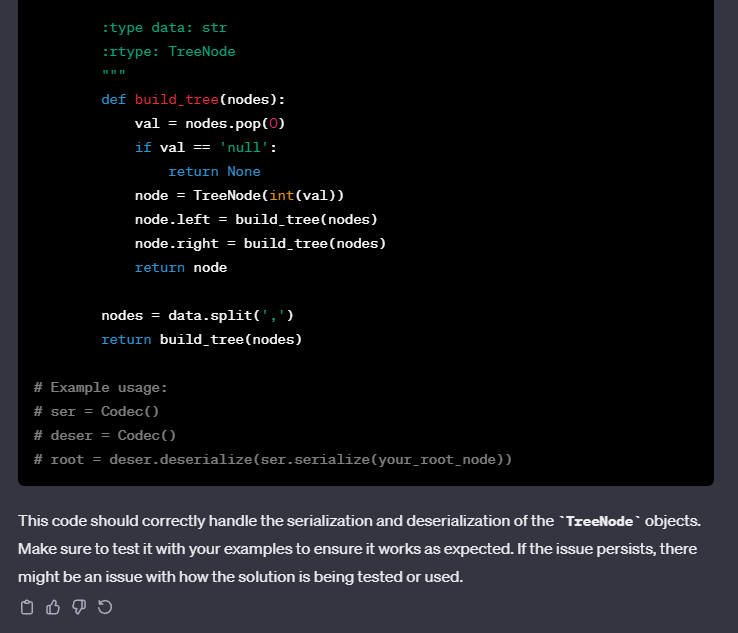 :type data: str
:rtype: TreeNode
"""
def build_tree(nodes):
val = nodes.pop(0)
if val == 'null':
return None
node = TreeNode(int(val))
node.left = build_tree(nodes)
node.right = build_tree(nodes)
return node
nodes = data.split(',')
return build_tree(nodes)
# Example usage:
# ser = Codec()
# deser = Codec()
# root = deser.deserialize(ser.serialize(your_root_node))
This code should correctly handle the serialization and deserialization of the `TreeNode` objects.
Make sure to test it with your examples to ensure it works as expected. If the issue persists, there
might be an issue with how the solution is being tested or used.